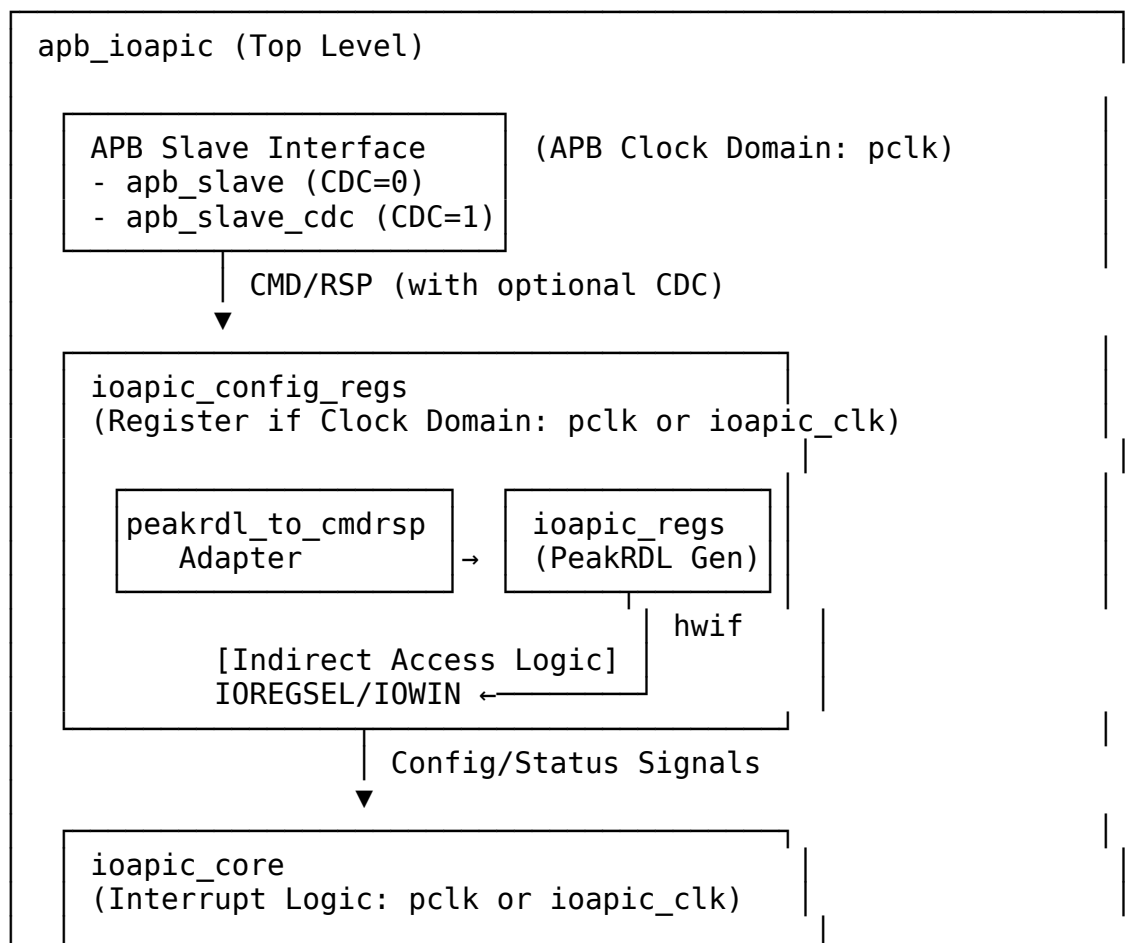 apb_ioapic (Top Level)
APB Slave Interface (APB Clock Domain: pclk)
- apb_slave (CDC=0)
- apb_slave_cdc (CDC=1)
CMD/RSP (with optional CDC)
▼
ioapic_config_regs
(Register if Clock Domain: pclk or ioapic_clk)
peakrdl_to_cmdrsp ioapic_regs
Adapter → (PeakRDL Gen)
hwif
[Indirect Access Logic]
IOREGSEL/IOWIN ←
Config/Status Signals
▼
ioapic_core
(Interrupt Logic: pclk or ioapic_clk)